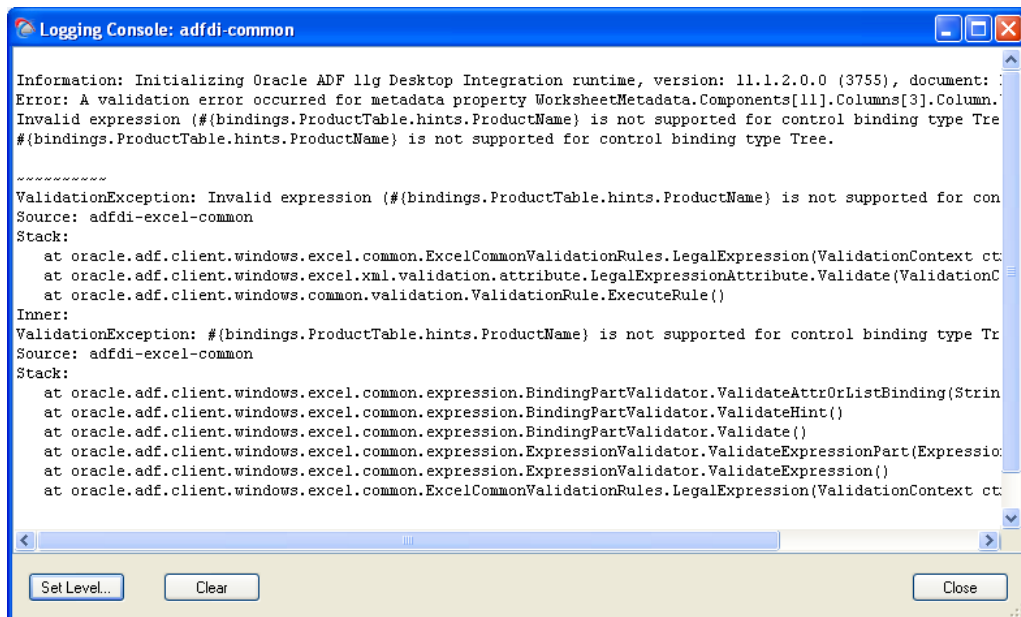 Logging Console: adfdi-common
Information: Initializing Oracle ADF 11g Desktop Integration runtime, version: 11.1.2.0.0 (3755), document:
Error: A validation error occurred for metadata property WorksheetMetadata.Components[11].Columns[3].Column.
Invalid expression (#{bindings.ProductTable.hints.ProductName} is not supported for control binding type Tre
#{bindings.ProductTable.hints.ProductName} is not supported for control binding type Tree.
~~~~~~~~~~
ValidationException: Invalid expression (#{bindings.ProductTable.hints.ProductName} is not supported for con
Source: adfdi-excel-common
Stack:
at oracle.adf.client.windows.excel.common.ExcelCommonValidationRules.LegalExpression(ValidationContext ct
at oracle.adf.client.windows.excel.xml.validation.attribute.LegalExpressionAttribute.Validate(ValidationC
at oracle.adf.client.windows.common.validation.ValidationRule.ExecuteRule()
Inner:
ValidationException: #{bindings.ProductTable.hints.ProductName} is not supported for control binding type Tr
Source: adfdi-excel-common
Stack:
at oracle.adf.client.windows.excel.common.expression.BindingPartValidator.ValidateAttrOrListBinding(Strin
at oracle.adf.client.windows.excel.common.expression.BindingPartValidator.ValidateHint()
at oracle.adf.client.windows.excel.common.expression.BindingPartValidator.Validate()
at oracle.adf.client.windows.excel.common.expression.ExpressionValidator.ValidateExpressionPart(Expressio
at oracle.adf.client.windows.excel.common.expression.ExpressionValidator.ValidateExpression()
at oracle.adf.client.windows.excel.common.ExcelCommonValidationRules.LegalExpression(ValidationContext ct
Set Level... Clear Close